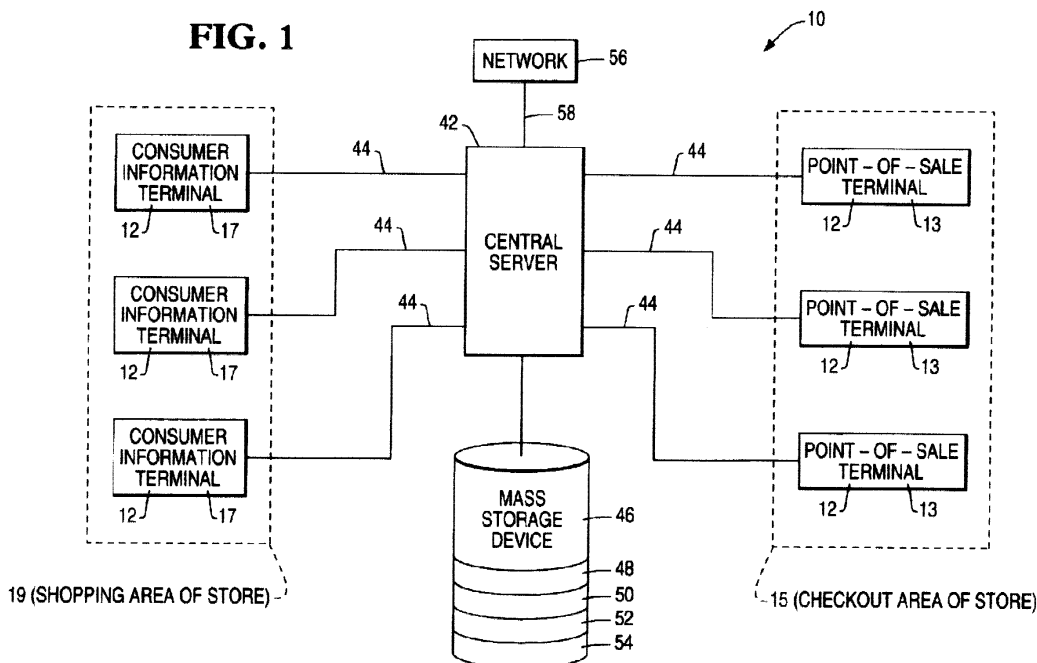 FIG. 1
10
NETWORK
56
58
42
CONSUMER
INFORMATION
TERMINAL
12
17
44
44
POINT-OF-SALE
TERMINAL
12
13
CENTRAL
SERVER
CONSUMER
INFORMATION
TERMINAL
12
17
44
44
POINT-OF-SALE
TERMINAL
12
13
CONSUMER
INFORMATION
TERMINAL
12
17
44
44
POINT-OF-SALE
TERMINAL
12
13
MASS
STORAGE
DEVICE
46
48
50
52
54
19 (SHOPPING AREA OF STORE)
15 (CHECKOUT AREA OF STORE)